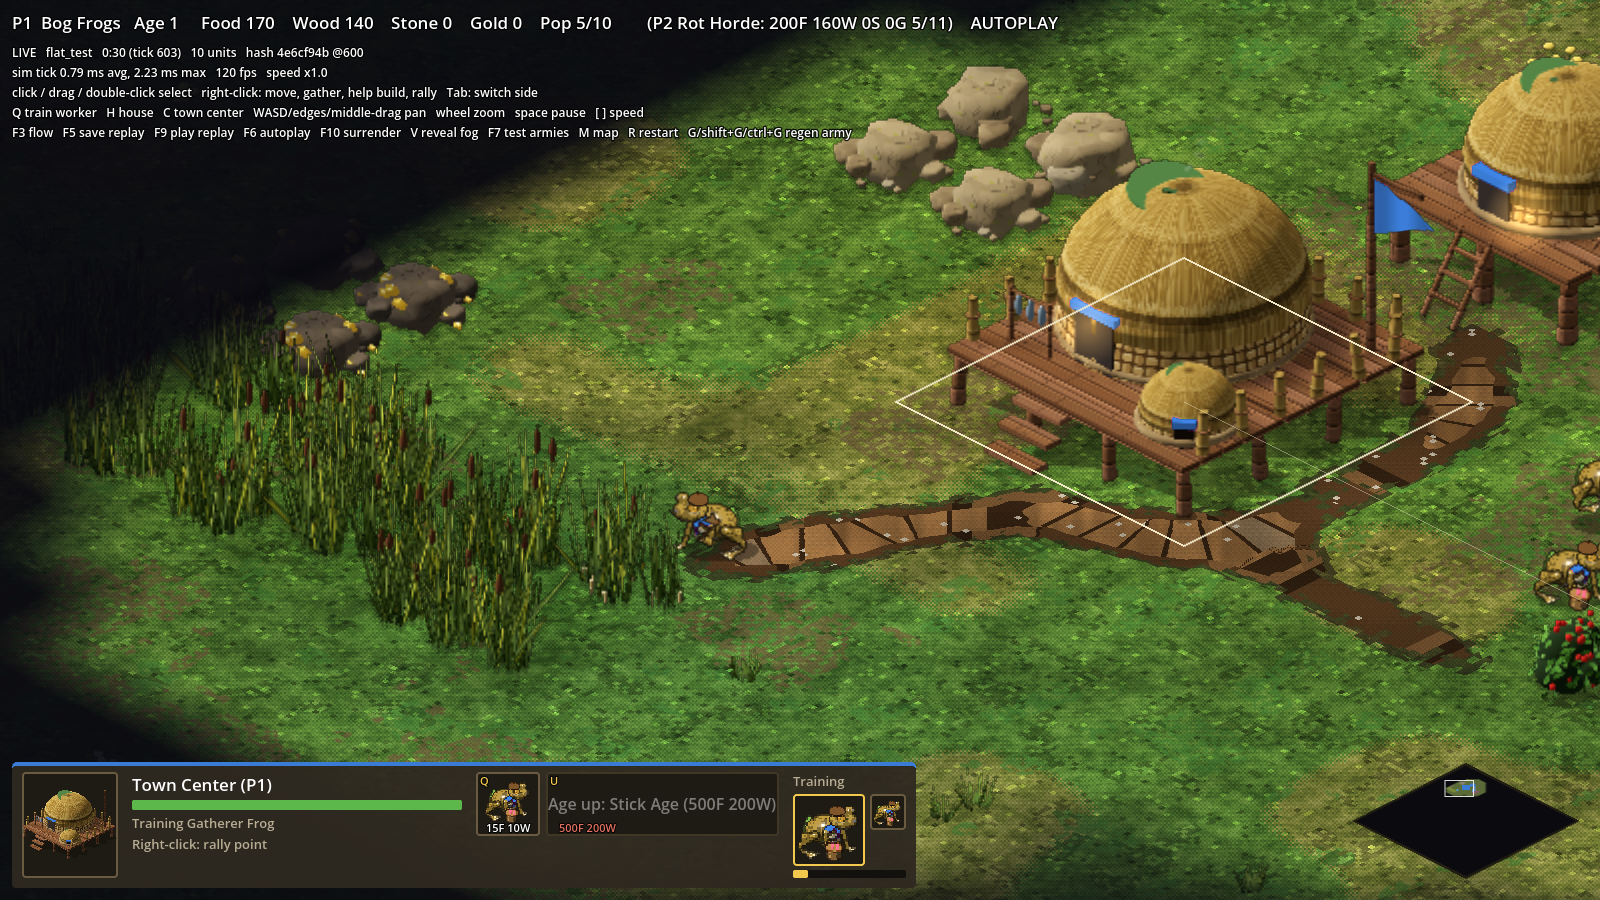 P1 Bog Frogs Age 1 Food 170 Wood 140 Stone 0 Gold 0 Pop 5/10 (P2 Rot Horde: 200F 160W 0S 0G 5/11) AUTOPLAY
LIVE flat_test 0:30 (tick 603) 10 units hash 4e6cf94b @600
sim tick 0.79 ms avg, 2.23 ms max 120 fps speed x1.0
click / drag / double-click select right-click: move, gather, help build, rally Tab: switch side
Q train worker H house C town center WASD/edges/middle-drag pan wheel zoom space pause [ ] speed
F3 flow F5 save replay F9 play replay F6 autoplay F10 surrender V reveal fog F7 test armies M map R restart G/shift+G/ctrl+G regen army
Town Center (P1)
Training Gatherer Frog
Right-click: rally point
Q
15F 10W
U
Age up: Stick Age (500F 200W)
500F 200W
Training